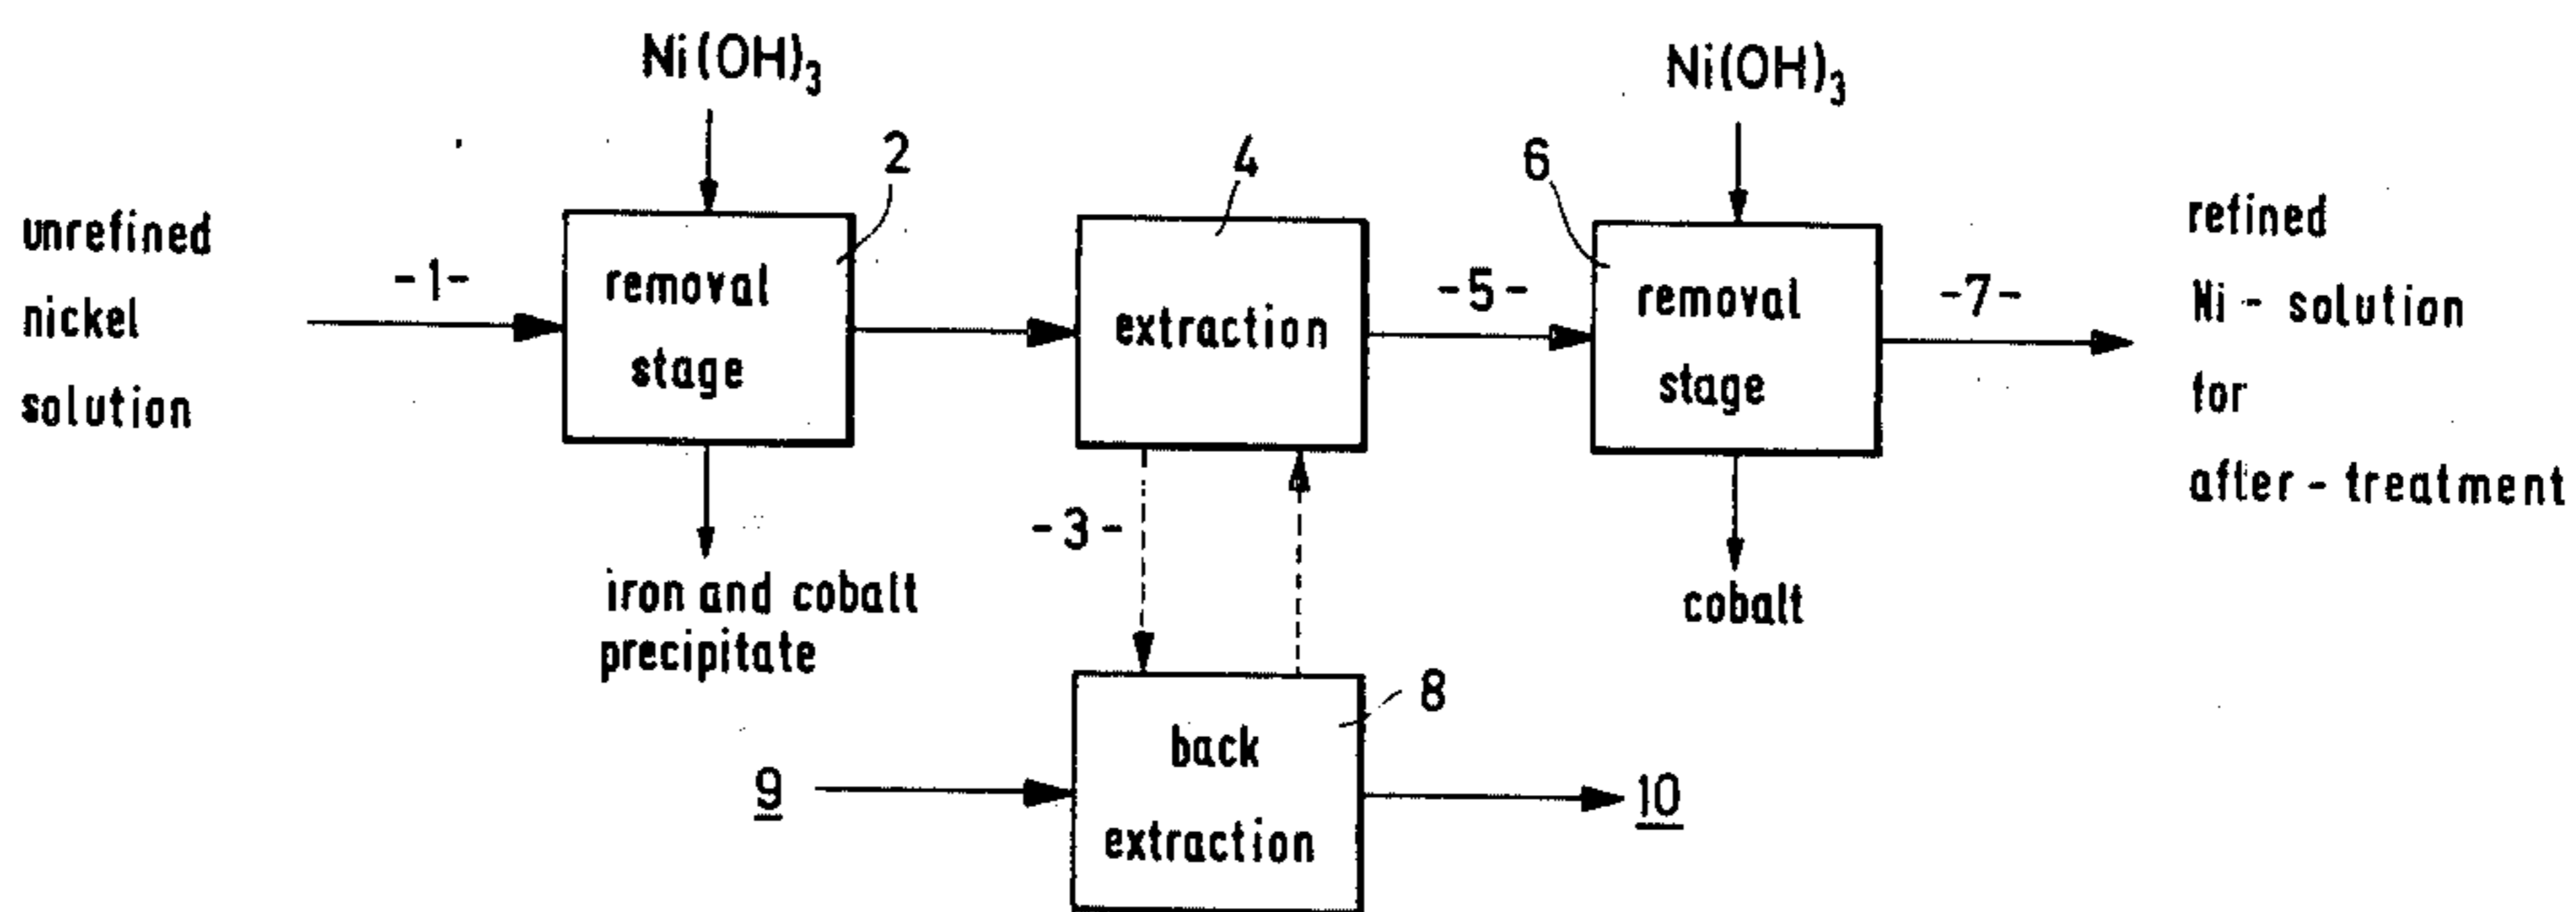 Ni(OH)3
Ni(OH)3
2
4
6
unrefined
nickel
solution
-1-
removal
stage
extraction
-5-
removal
stage
-7-
refined
Ni - solution
for
after - treatment
-3-
iron and cobalt
precipitate
cobalt
8
back
extraction
9
10